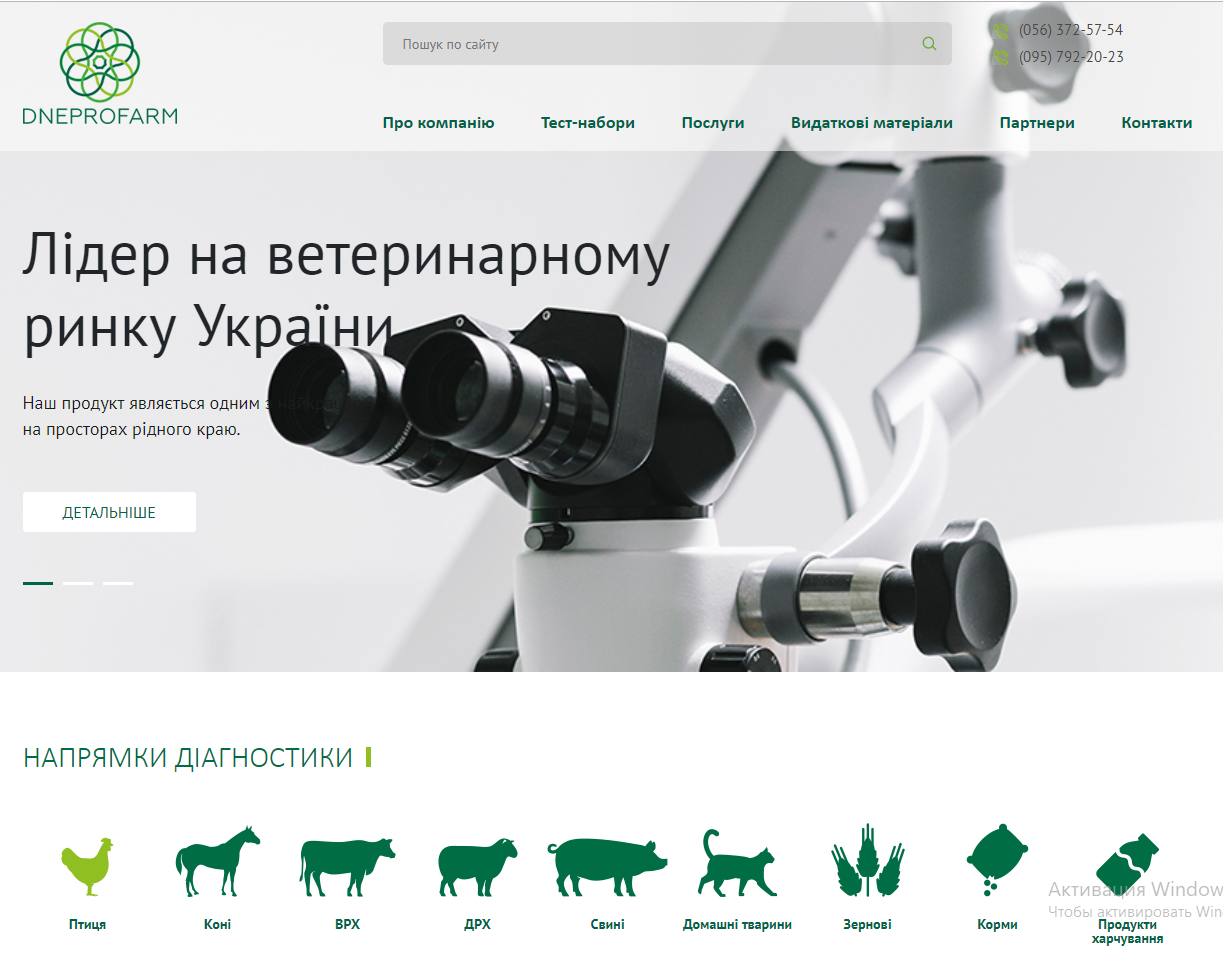 DNEPROFARM
Пошук по сайту
(056) 372-57-54
(095) 792-20-23
Про компанію Тест-набори Послуги Видаткові матеріали Партнери Контакти
Лідер на ветеринарному
ринку України
Наш продукт являється одним з найкращих
на просторах рідного краю.
ДЕТАЛЬНІШЕ
НАПРЯМКИ ДІАГНОСТИКИ
Птиця Коні ВРХ ДРХ Свині Домашні тварини Зернові Корми Продукти
харчування
Активация Window
Чтобы активировать Win